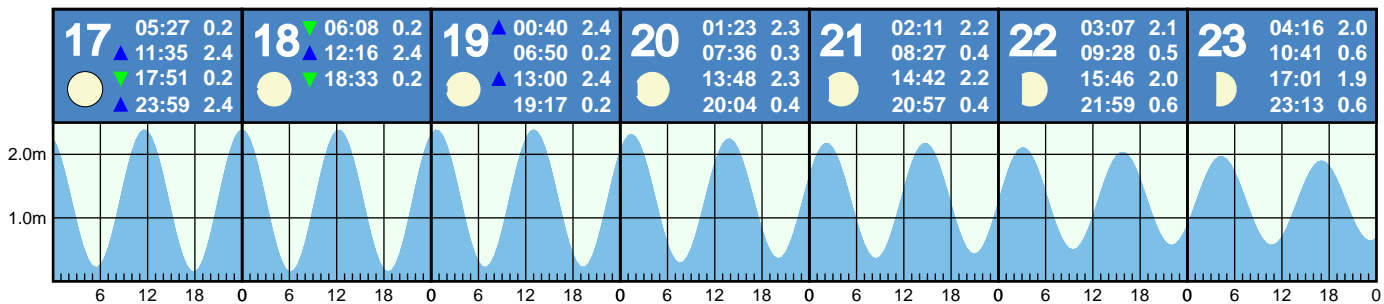 17
05:27 0.2
▲ 11:35 2.4
▼ 17:51 0.2
▲ 23:59 2.4
18
▼ 06:08 0.2
▲ 12:16 2.4
▼ 18:33 0.2
19
▲ 00:40 2.4
06:50 0.2
▲ 13:00 2.4
19:17 0.2
20
01:23 2.3
07:36 0.3
13:48 2.3
20:04 0.4
21
02:11 2.2
08:27 0.4
14:42 2.2
20:57 0.4
22
03:07 2.1
09:28 0.5
15:46 2.0
21:59 0.6
23
04:16 2.0
10:41 0.6
17:01 1.9
23:13 0.6
2.0m
1.0m
6 12 18 0 6 12 18 0 6 12 18 0 6 12 18 0 6 12 18 0 6 12 18 0 6 12 18 0